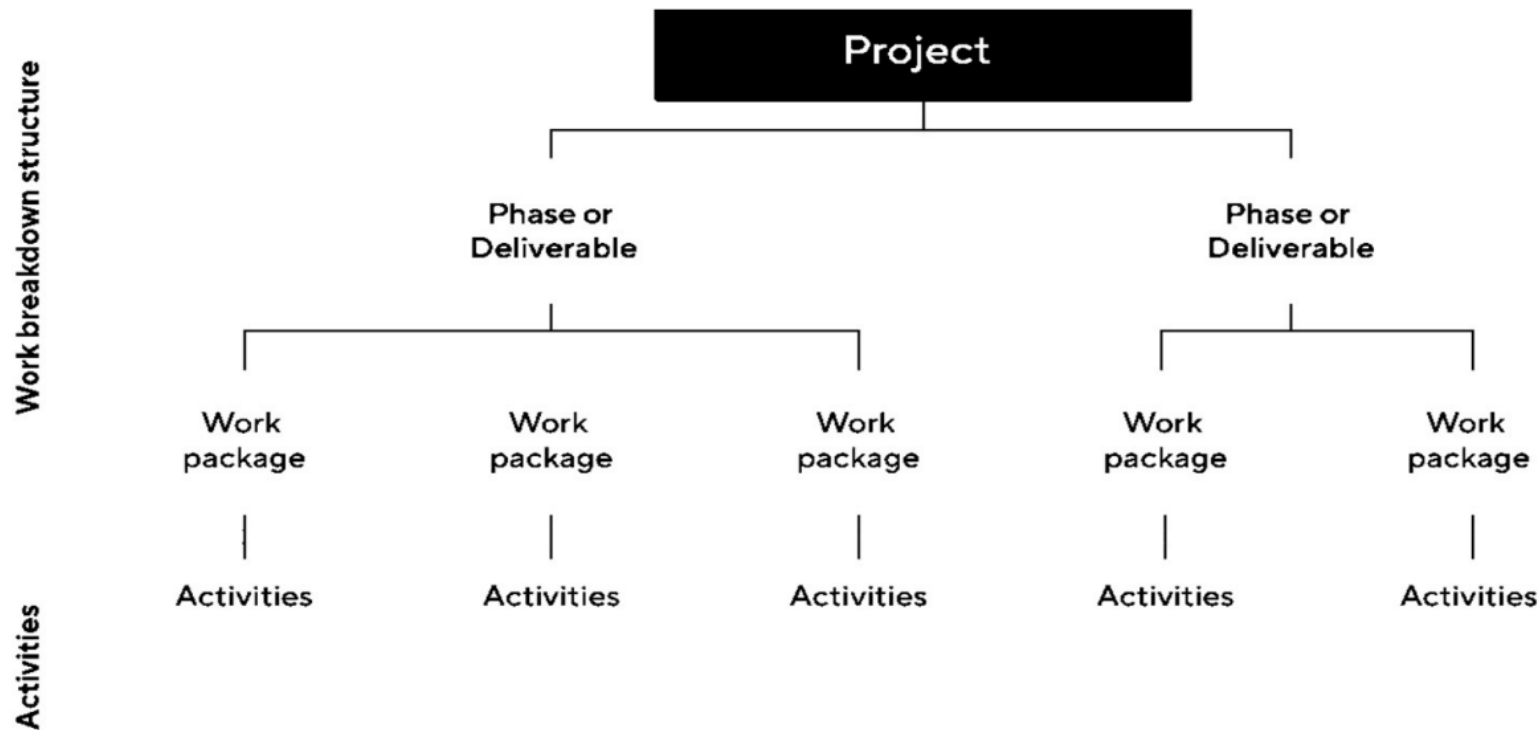 Project
Work breakdown structure
Phase or
Deliverable
Phase or
Deliverable
Work
package
Work
package
Work
package
Work
package
Work
package
Activities
Activities
Activities
Activities
Activities
Activities